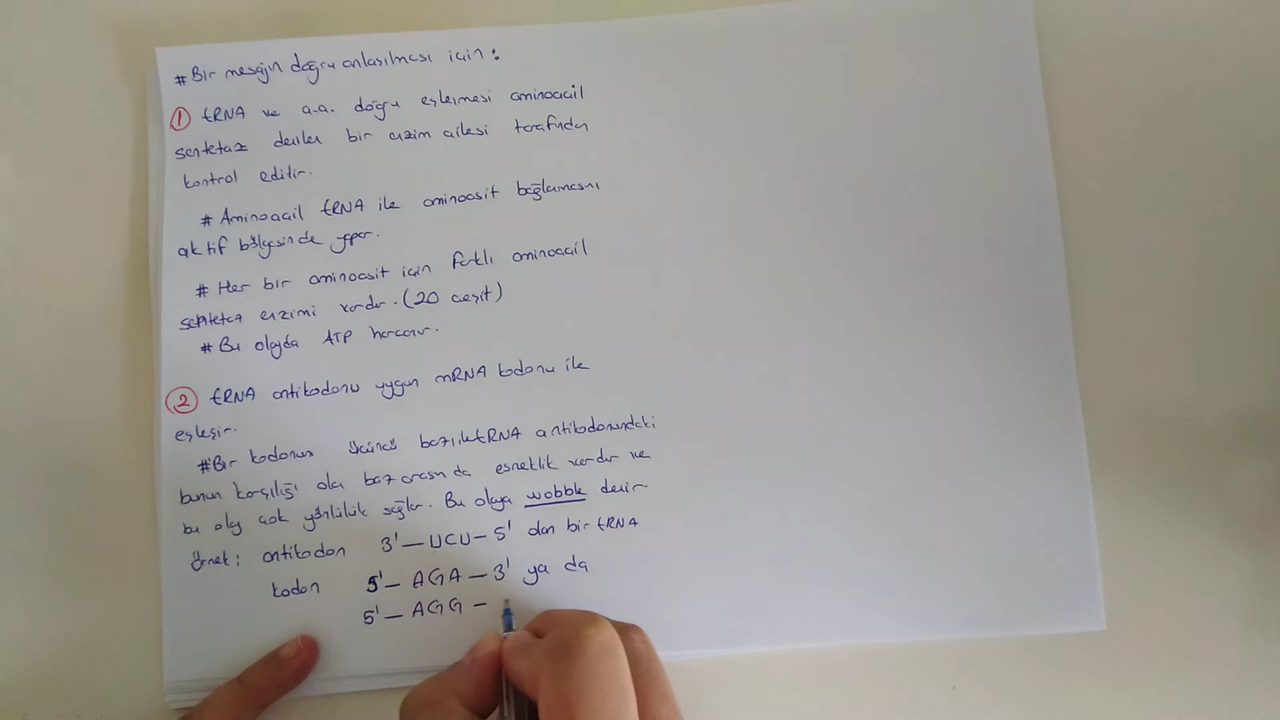 # Bir mesajın doğru anlaşılması için:
① tRNA ve a.a. doğru eşleşmesi aminoaçil
sentetaz denilen bir enzim ailesi tarafından
kontrol edilir.
# Aminoaçil tRNA ile aminoasit bağlamasını
aktif bölgesinde yapar.
# Her bir aminoasit için farklı aminoaçil
sentetaz enzimi vardır. (20 çeşit)
# Bu olayda ATP harcanır.
② tRNA antikodonu uygun mRNA kodonu ile
eşleşir.
# Bir kodonun üçüncü bazı ile tRNA antikodonundaki
bunun karşılığı olan baz arasında esneklik vardır ve
bu olay çok yönlülük sağlar. Bu olaya wobble denir.
Örnek: antikodon 3'—UCU—5' olan bir tRNA
kodon 5'—AGA—3' ya da
5'—AGG—